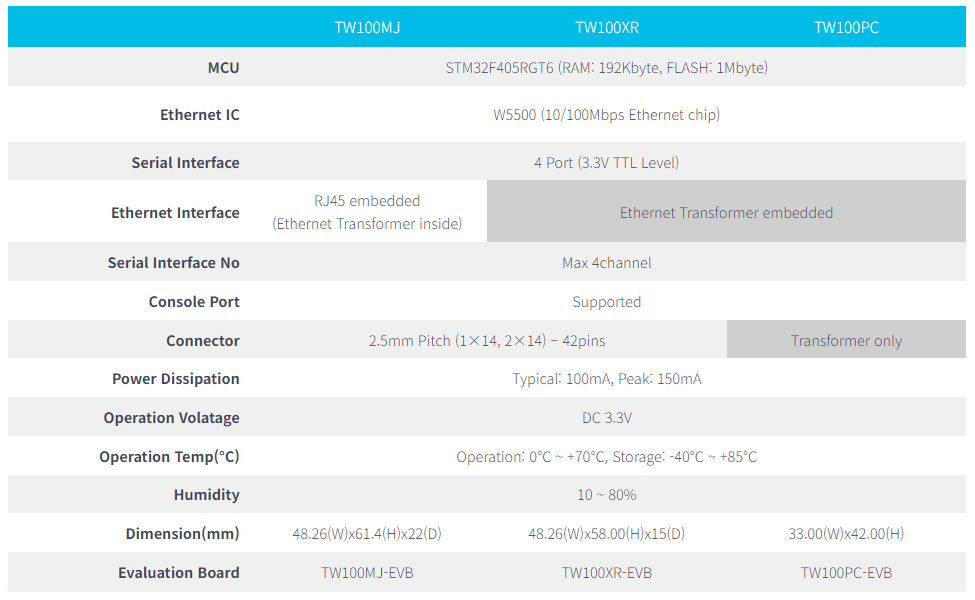 TW100MJ TW100XR TW100PC
MCU STM32F405RGT6 (RAM: 192Kbyte, FLASH: 1Mbyte)
Ethernet IC W5500 (10/100Mbps Ethernet chip)
Serial Interface 4 Port (3.3V TTL Level)
Ethernet Interface RJ45 embedded
(Ethernet Transformer inside) Ethernet Transformer embedded
Serial Interface No Max 4channel
Console Port Supported
Connector 2.5mm Pitch (1×14, 2×14) – 42pins Transformer only
Power Dissipation Typical: 100mA, Peak: 150mA
Operation Volatage DC 3.3V
Operation Temp(°C) Operation: 0°C ~ +70°C, Storage: -40°C ~ +85°C
Humidity 10 ~ 80%
Dimension(mm) 48.26(W)x61.4(H)x22(D) 48.26(W)x58.00(H)x15(D) 33.00(W)x42.00(H)
Evaluation Board TW100MJ-EVB TW100XR-EVB TW100PC-EVB